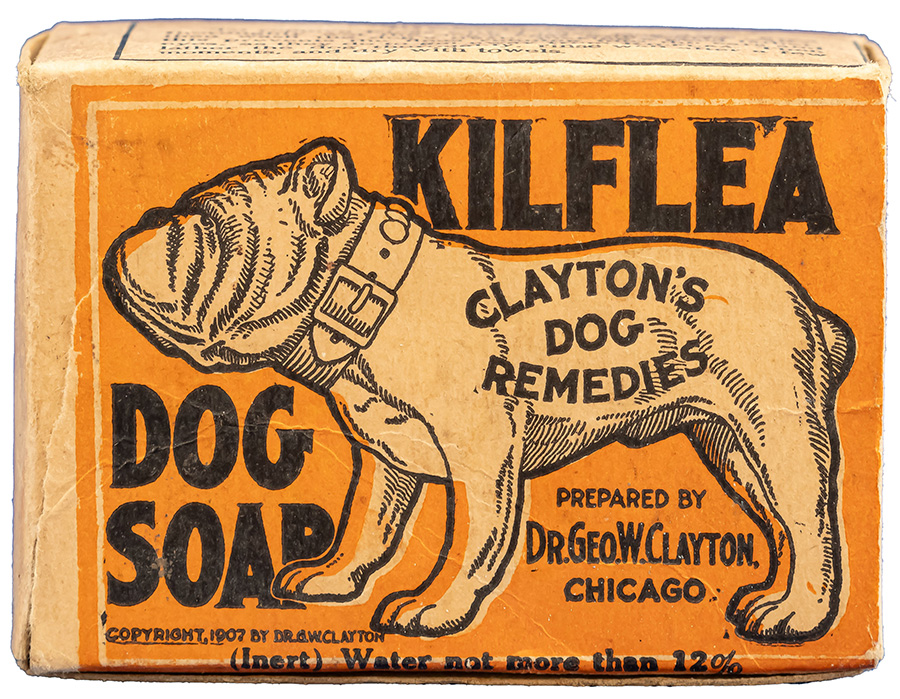 KILFLEA
CLAYTON'S
DOG
REMEDIES
DOG
SOAP
PREPARED BY
DR. GEO. W. CLAYTON.
CHICAGO.
COPYRIGHT, 1907 BY DR. G. W. CLAYTON
(Inert) Water not more than 12%